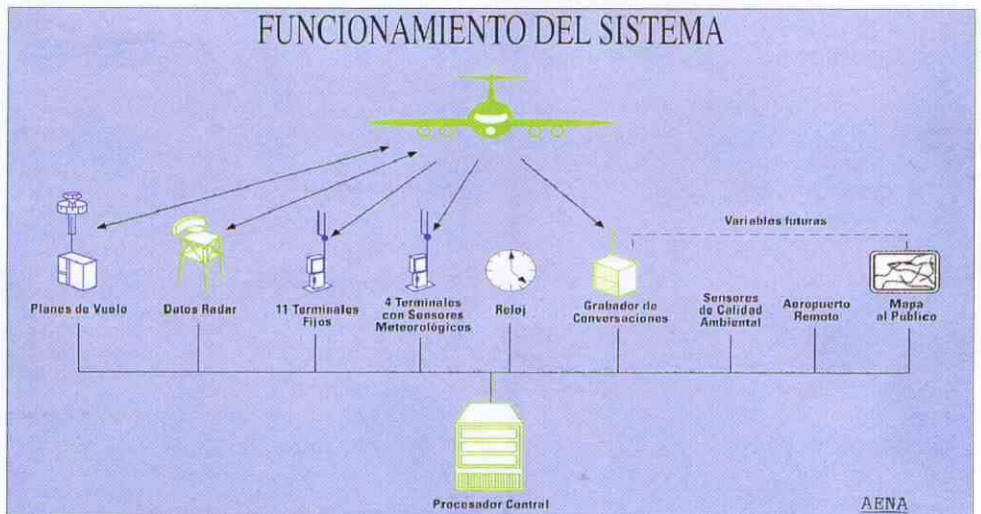 FUNCIONAMIENTO DEL SISTEMA
Variables futuras
Planes de Vuelo
Datos Radar
11 Terminales
Fijos
4 Terminales
con Sensores
Meteorológicos
Reloj
Grabador de
Conversaciones
Sensores
de Calidad
Ambiental
Aeropuerto
Remoto
Mapa
al Publico
Procesador Central
AENA